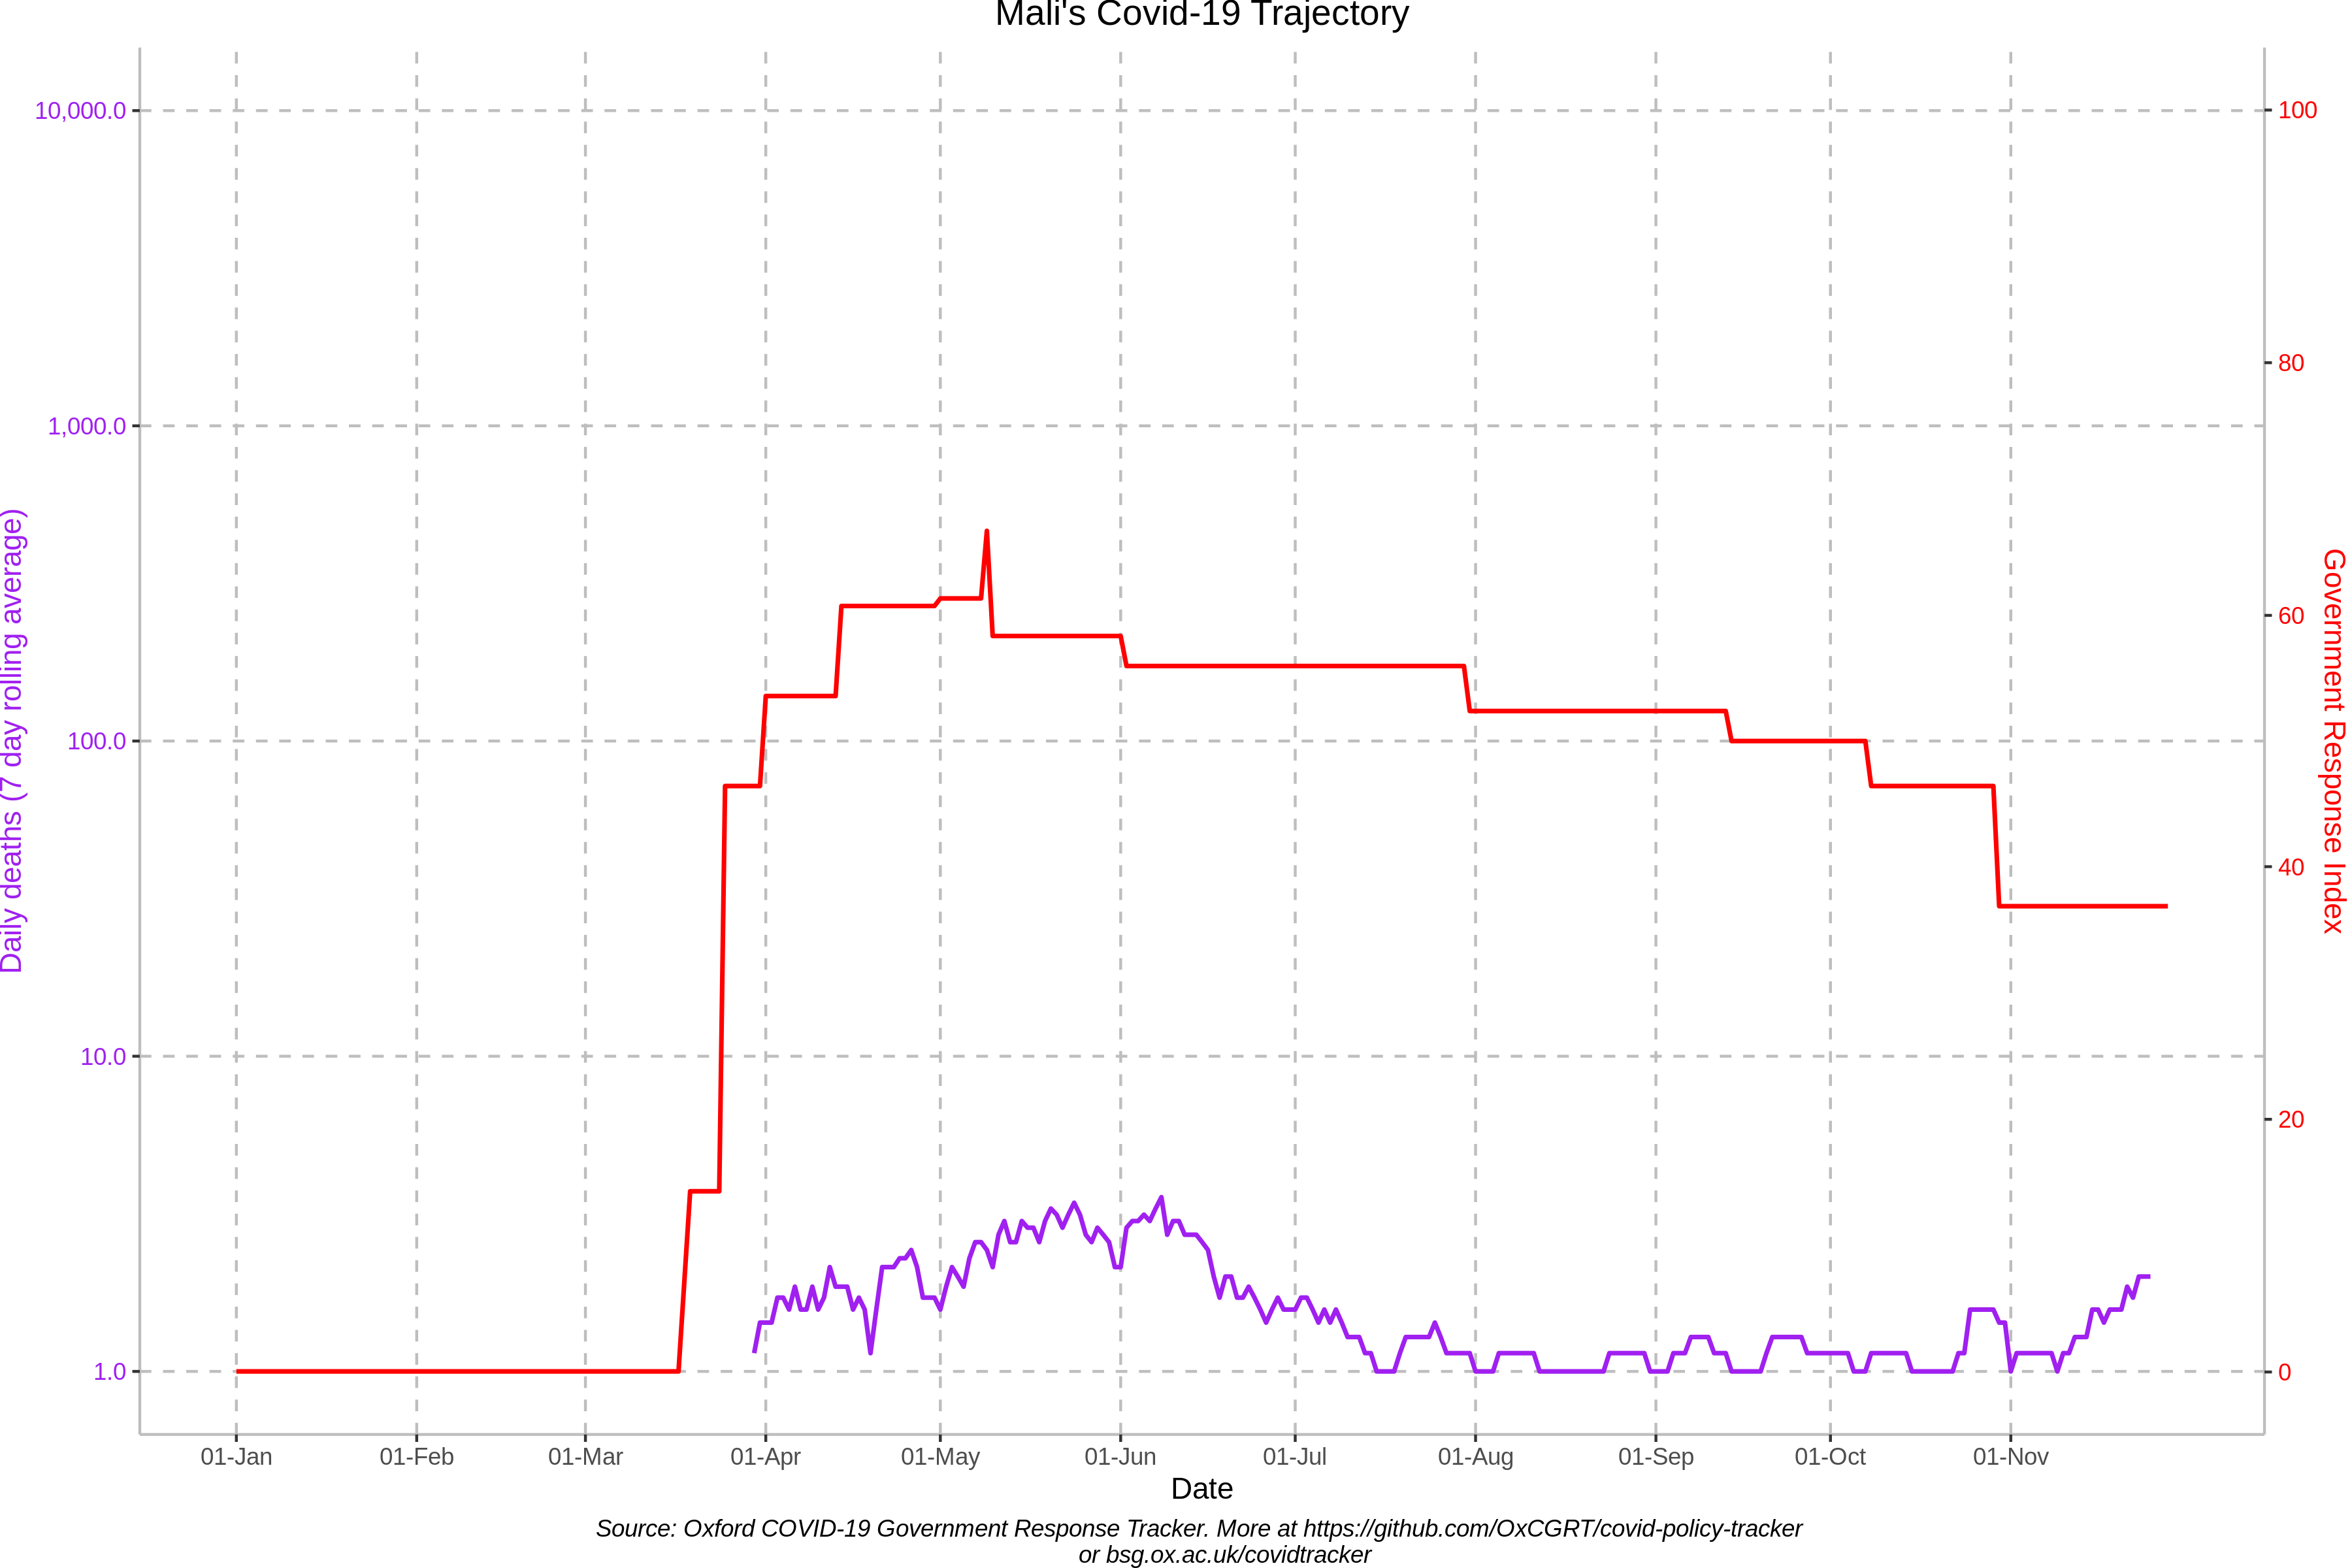 Mali's Covid-19 Trajectory
10,000.0
1,000.0
100.0
10.0
1.0
Daily deaths (7 day rolling average)
100
80
60
40
20
0
Government Response Index
01-Jan 01-Feb 01-Mar 01-Apr 01-May 01-Jun 01-Jul 01-Aug 01-Sep 01-Oct 01-Nov
Date
Source: Oxford COVID-19 Government Response Tracker. More at https://github.com/OxCGRT/covid-policy-tracker
or bsg.ox.ac.uk/covidtracker